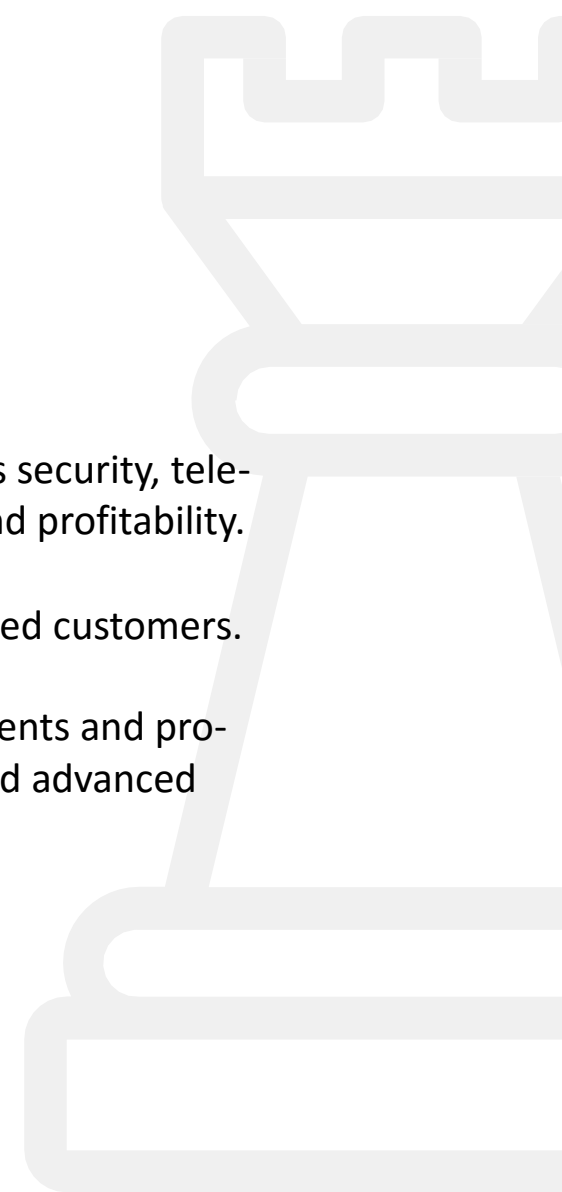 s security, tele-
nd profitability.
ed customers.
ents and pro-
d advanced